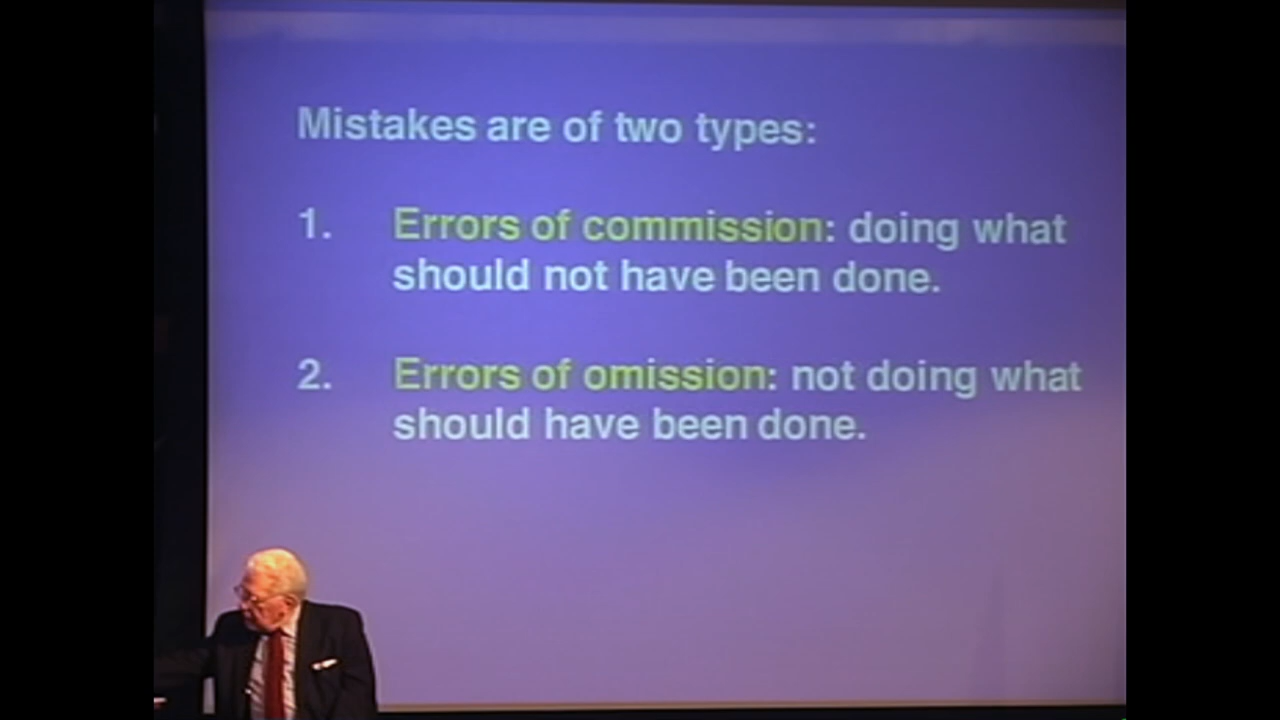 Mistakes are of two types:
1. Errors of commission: doing what
should not have been done.
2. Errors of omission: not doing what
should have been done.